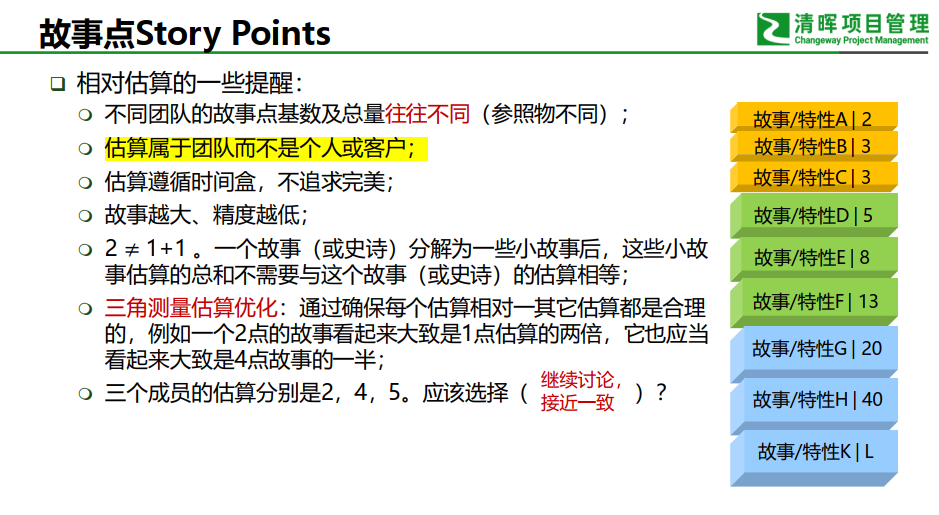 故事点Story Points
清晖项目管理
Changeway Project Management
❑ 相对估算的一些提醒：
○ 不同团队的故事点基数及总量往往不同（参照物不同）；
○ 估算属于团队而不是个人或客户；
○ 估算遵循时间盒，不追求完美；
○ 故事越大、精度越低；
○ 2 ≠ 1+1 。一个故事（或史诗）分解为一些小故事后，这些小故
事估算的总和不需要与这个故事（或史诗）的估算相等；
○ 三角测量估算优化：通过确保每个估算相对一其它估算都是合理
的，例如一个2点的故事看起来大致是1点估算的两倍，它也应当
看起来大致是4点故事的一半；
○ 三个成员的估算分别是2，4，5。应该选择（ 继续讨论，
接近一致 ）？
故事/特性A | 2
故事/特性B | 3
故事/特性C | 3
故事/特性D | 5
故事/特性E | 8
故事/特性F | 13
故事/特性G | 20
故事/特性H | 40
故事/特性K | L